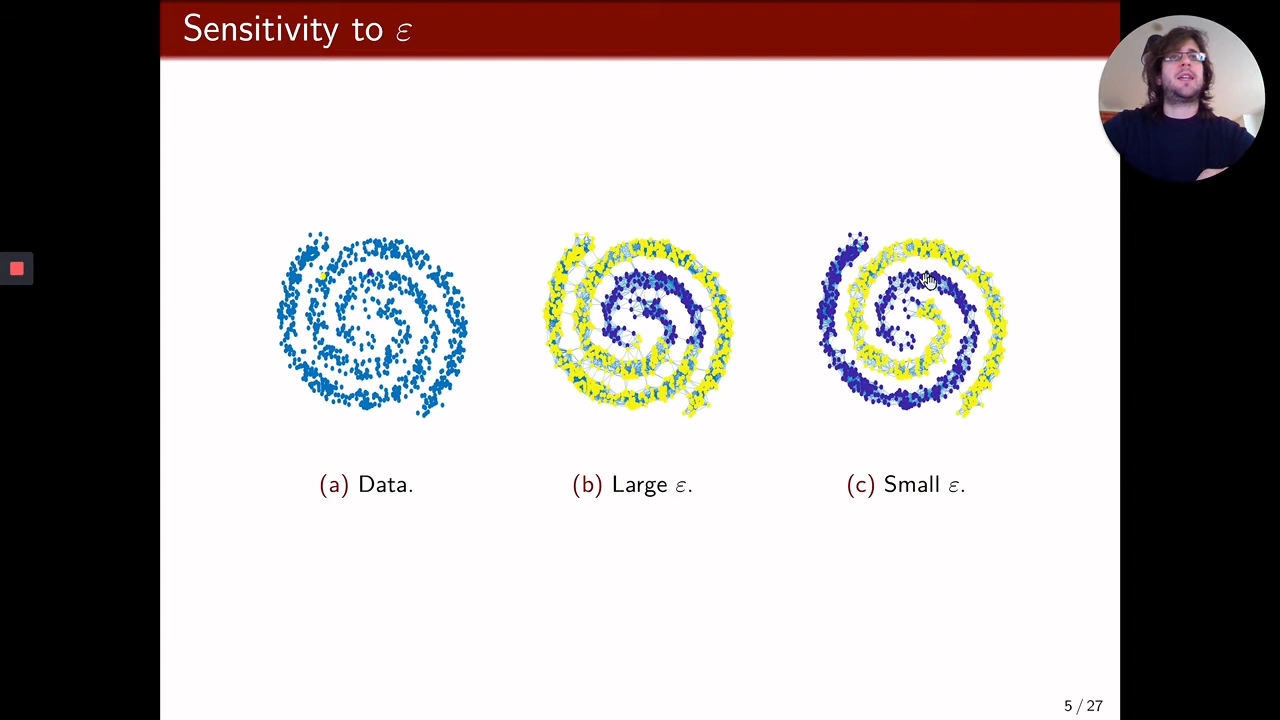 Sensitivity to ε
(a) Data.
(b) Large ε.
(c) Small ε.
5 / 27